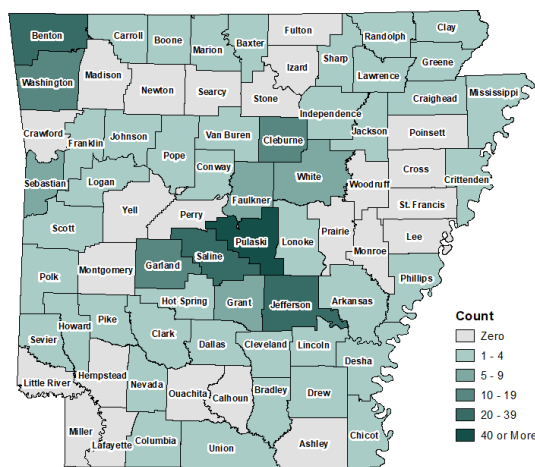 Benton
Carroll
Boone
Marion
Baxter
Fulton
Randolph
Clay
Washington
Madison
Newton
Searcy
Stone
Izard
Sharp
Lawrence
Greene
Craighead
Mississippi
Crawford
Franklin
Johnson
Pope
Van Buren
Cleburne
Independence
Jackson
Poinsett
Sebastian
Logan
Conway
Faulkner
White
Woodruff
Cross
Crittenden
St. Francis
Scott
Yell
Perry
Pulaski
Lonoke
Prairie
Monroe
Lee
Polk
Montgomery
Garland
Saline
Hot Spring
Grant
Jefferson
Arkansas
Phillips
Sevier
Howard
Pike
Clark
Dallas
Cleveland
Lincoln
Desha
Little River
Hempstead
Nevada
Ouachita
Calhoun
Bradley
Drew
Miller
Lafayette
Columbia
Union
Ashley
Chicot
Count
Zero
1 - 4
5 - 9
10 - 19
20 - 39
40 or More